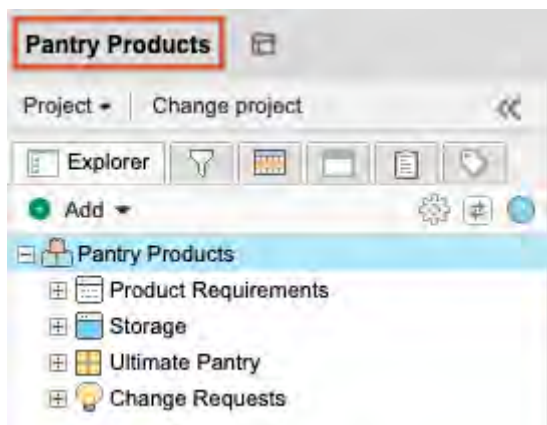 Pantry Products
Project Change project
Explorer
Add
Pantry Products
Product Requirements
Storage
Ultimate Pantry
Change Requests